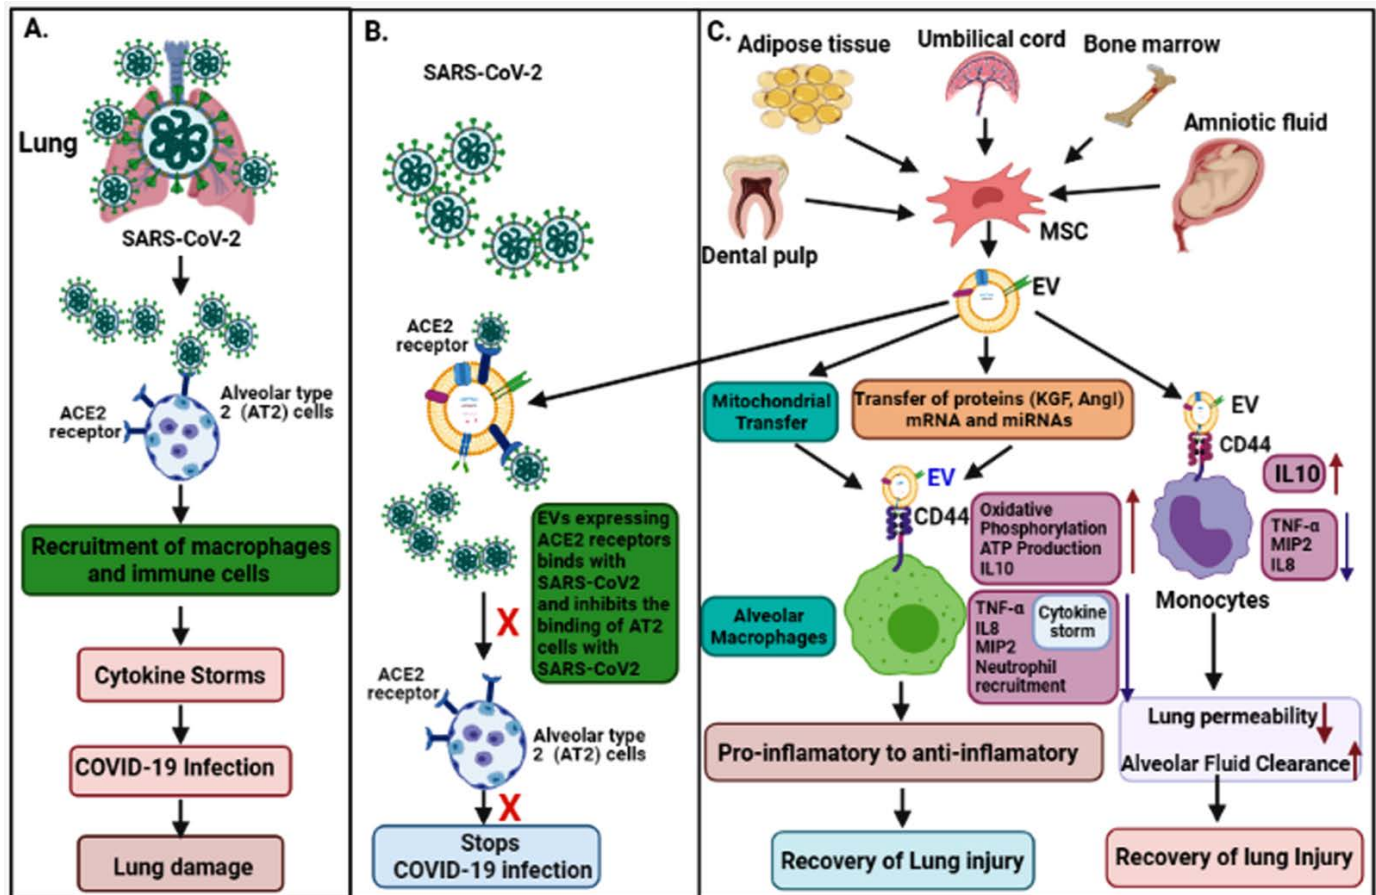 A.
Lung
SARS-CoV-2
Alveolar type
2 (AT2) cells
ACE2
receptor
Recruitment of macrophages
and immune cells
Cytokine Storms
COVID-19 Infection
Lung damage
B.
SARS-CoV-2
ACE2
receptor
EVs expressing
ACE2 receptors
binds with
SARS-CoV2
and inhibits the
binding of AT2
cells with
SARS-CoV2
X
ACE2
receptor
Alveolar type
2 (AT2) cells
X
Stops
COVID-19 infection
C.
Adipose tissue
Umbilical cord
Bone marrow
Amniotic fluid
Dental pulp
MSC
EV
Mitochondrial
Transfer
Transfer of proteins (KGF, AngI)
mRNA and miRNAs
EV
CD44
EV
CD44
IL10
TNF-α
MIP2
IL8
Oxidative
Phosphorylation
ATP Production
IL10
TNF-α
IL8
MIP2
Neutrophil
recruitment
Cytokine
storm
Alveolar
Macrophages
Monocytes
Lung permeability
Alveolar Fluid Clearance
Pro-inflamatory to anti-inflamatory
Recovery of Lung injury
Recovery of lung Injury